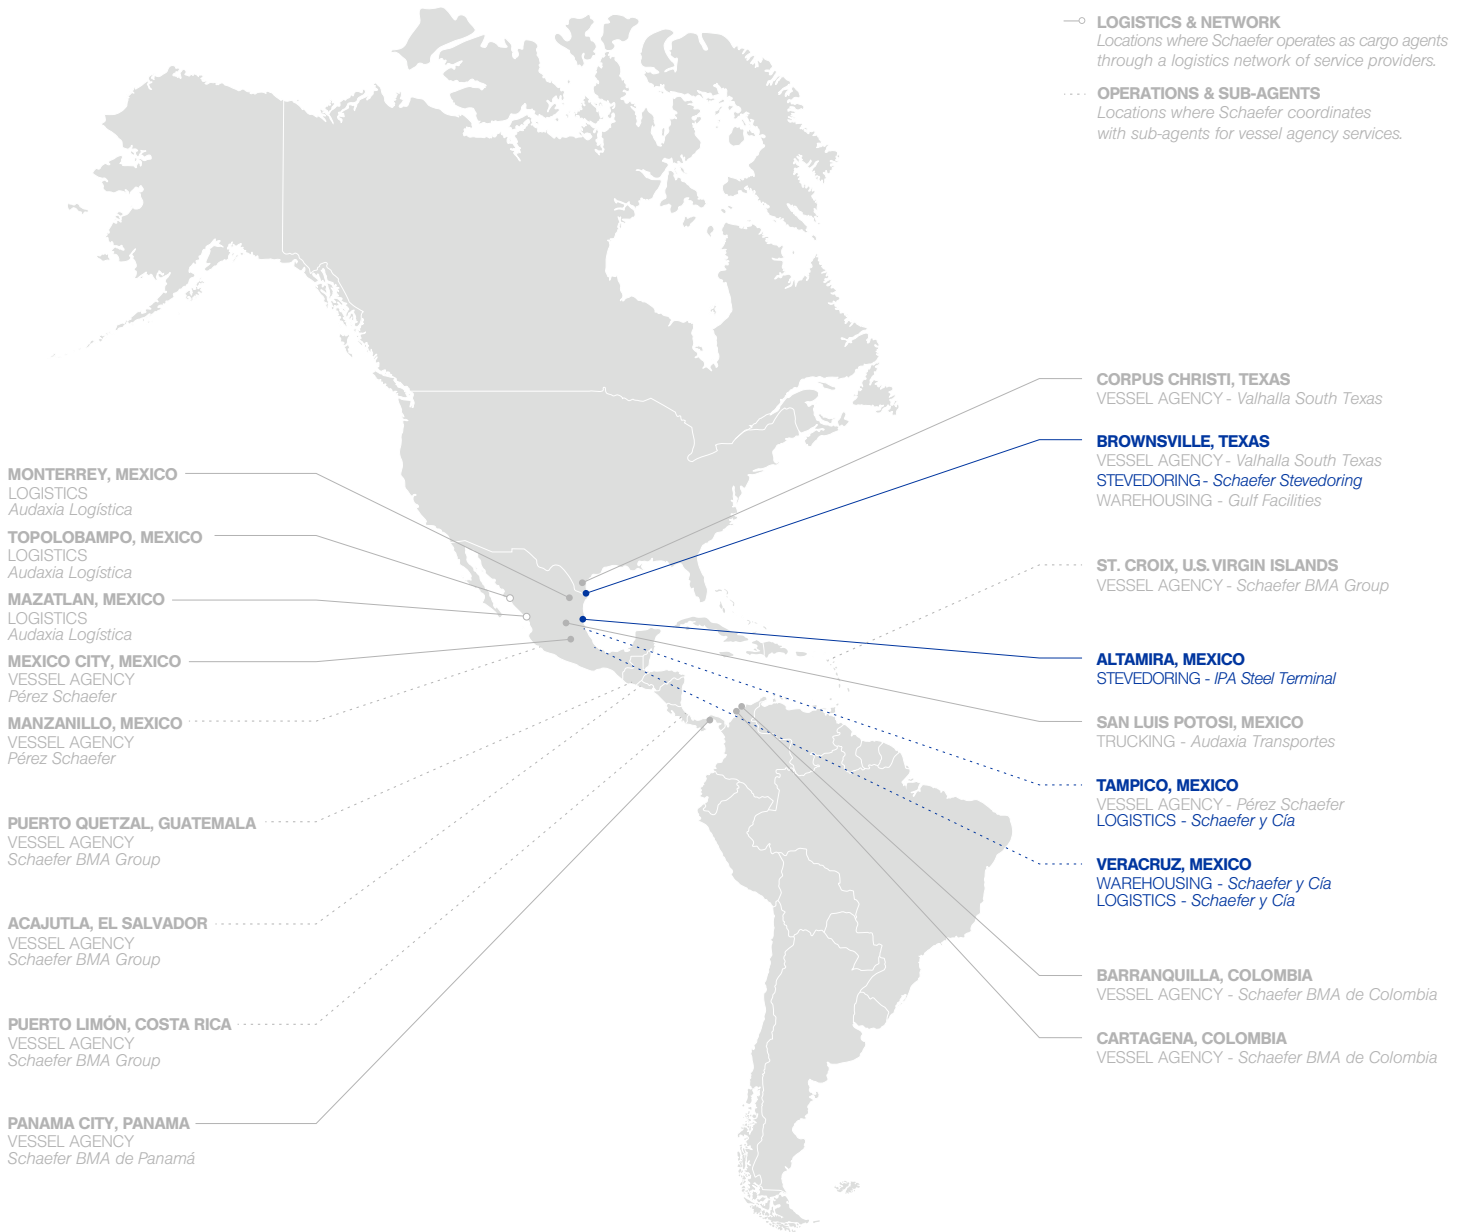 LOGISTICS & NETWORK
Locations where Schaefer operates as cargo agents
through a logistics network of service providers.
OPERATIONS & SUB-AGENTS
Locations where Schaefer coordinates
with sub-agents for vessel agency services.
MONTERREY, MEXICO
LOGISTICS
Audaxia Logística
TOPOLOBAMPO, MEXICO
LOGISTICS
Audaxia Logística
MAZATLAN, MEXICO
LOGISTICS
Audaxia Logística
MEXICO CITY, MEXICO
VESSEL AGENCY
Pérez Schaefer
MANZANILLO, MEXICO
VESSEL AGENCY
Pérez Schaefer
PUERTO QUETZAL, GUATEMALA
VESSEL AGENCY
Schaefer BMA Group
ACAJUTLA, EL SALVADOR
VESSEL AGENCY
Schaefer BMA Group
PUERTO LIMÓN, COSTA RICA
VESSEL AGENCY
Schaefer BMA Group
PANAMA CITY, PANAMA
VESSEL AGENCY
Schaefer BMA de Panamá
CORPUS CHRISTI, TEXAS
VESSEL AGENCY - Valhalla South Texas
BROWNSVILLE, TEXAS
VESSEL AGENCY - Valhalla South Texas
STEVEDORING - Schaefer Stevedoring
WAREHOUSING - Gulf Facilities
ST. CROIX, U.S. VIRGIN ISLANDS
VESSEL AGENCY - Schaefer BMA Group
ALTAMIRA, MEXICO
STEVEDORING - IPA Steel Terminal
SAN LUIS POTOSI, MEXICO
TRUCKING - Audaxia Transportes
TAMPICO, MEXICO
VESSEL AGENCY - Pérez Schaefer
LOGISTICS - Schaefer y Cía
VERACRUZ, MEXICO
WAREHOUSING - Schaefer y Cía
LOGISTICS - Schaefer y Cía
BARRANQUILLA, COLOMBIA
VESSEL AGENCY - Schaefer BMA de Colombia
CARTAGENA, COLOMBIA
VESSEL AGENCY - Schaefer BMA de Colombia